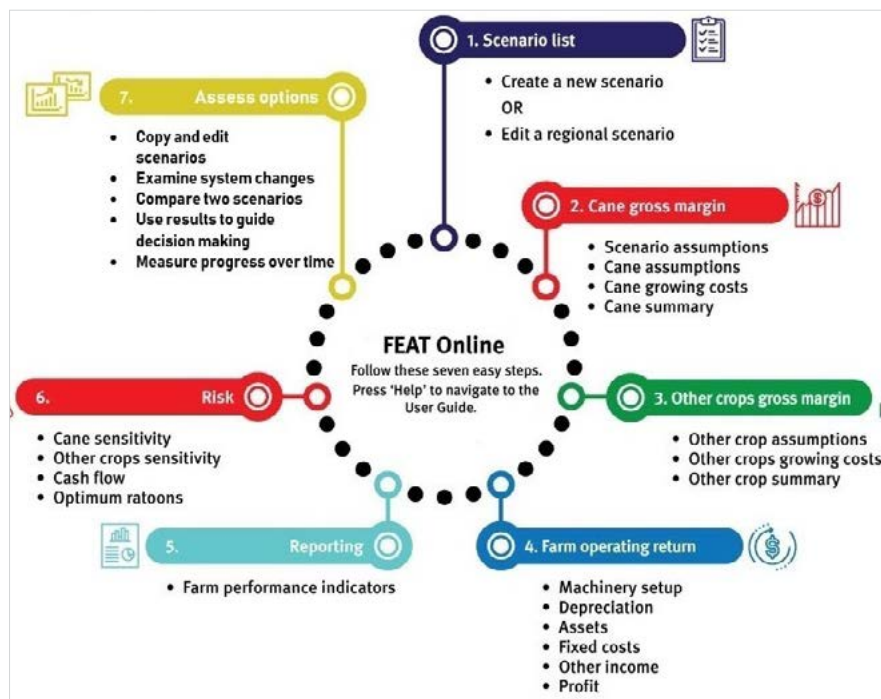 1. Scenario list
• Create a new scenario
OR
• Edit a regional scenario
2. Cane gross margin
• Scenario assumptions
• Cane assumptions
• Cane growing costs
• Cane summary
3. Other crops gross margin
• Other crop assumptions
• Other crops growing costs
• Other crop summary
4. Farm operating return
• Machinery setup
• Depreciation
• Assets
• Fixed costs
• Other income
• Profit
5. Reporting
• Farm performance indicators
6. Risk
• Cane sensitivity
• Other crops sensitivity
• Cash flow
• Optimum ratoons
7. Assess options
• Copy and edit
scenarios
• Examine system changes
• Compare two scenarios
• Use results to guide
decision making
• Measure progress over time
FEAT Online
Follow these seven easy steps.
Press 'Help' to navigate to the
User Guide.